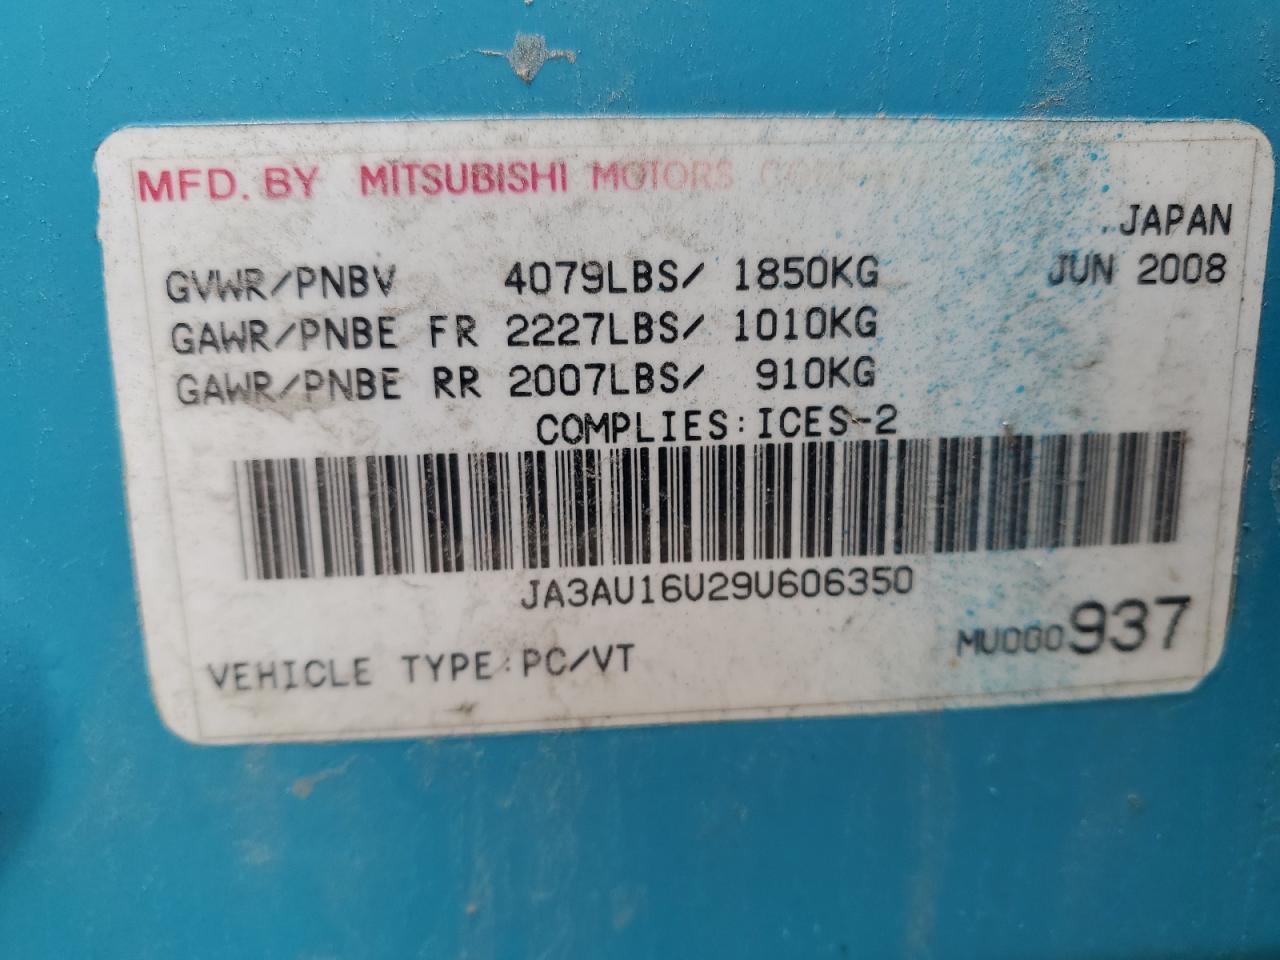 MFD. BY MITSUBISHI MOTORS
JAPAN
GVWR/PNBV 4079LBS/ 1850KG JUN 2008
GAWR/PNBE FR 2227LBS/ 1010KG
GAWR/PNBE RR 2007LBS/ 910KG
COMPLIES:ICES-2
JA3AU16U29U606350
MU000937
VEHICLE TYPE:PC/VT